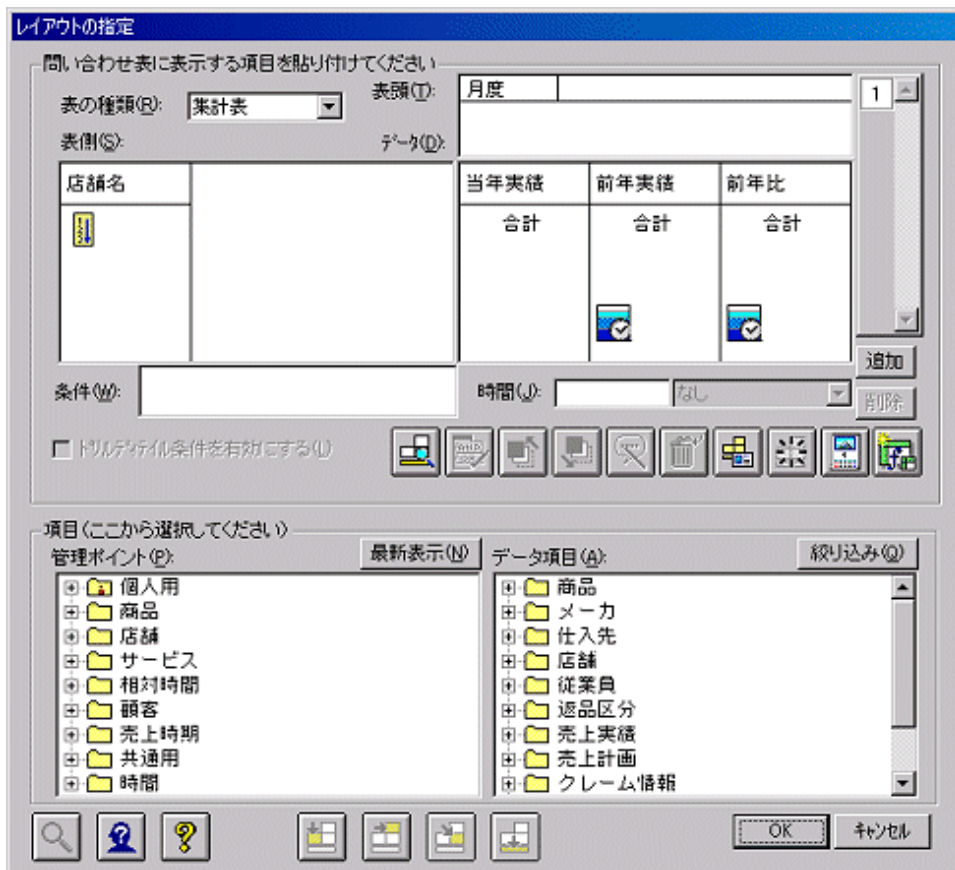 レイアウトの指定
問い合わせ表に表示する項目を貼り付けてください
表の種類(R): 集計表
表頭(T): 月度
1
表側(S):
データ(D):
店舗名
当年実績 前年実績 前年比
合計 合計 合計
追加
条件(W):
時間(J): なし
削除
ドリルデテイル条件を有効にする(L)
項目(ここから選択してください)
管理ポイント(P): 最新表示(N)
個人用
商品
店舗
サービス
相対時間
顧客
売上時期
共通用
時間
データ項目(A): 絞り込み(Q)
商品
メーカ
仕入先
店舗
従業員
返品区分
売上実績
売上計画
クレーム情報
OK キャンセル